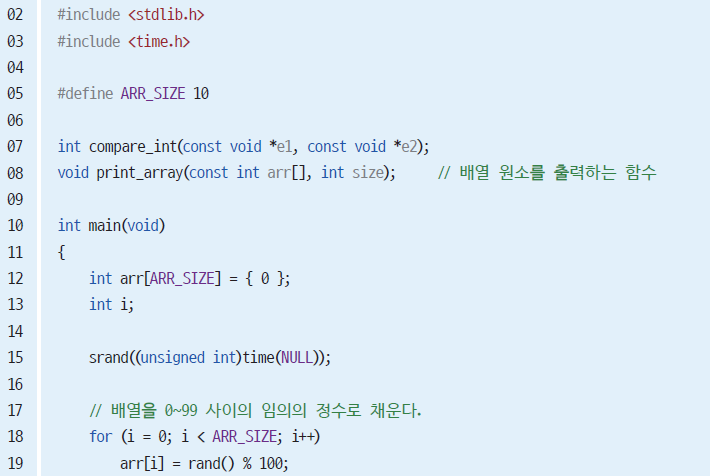 02 #include <stdlib.h>
03 #include <time.h>
04
05 #define ARR_SIZE 10
06
07 int compare_int(const void *e1, const void *e2);
08 void print_array(const int arr[], int size); // 배열 원소를 출력하는 함수
09
10 int main(void)
11 {
12 int arr[ARR_SIZE] = { 0 };
13 int i;
14
15 srand((unsigned int)time(NULL));
16
17 // 배열을 0~99 사이의 임의의 정수로 채운다.
18 for (i = 0; i < ARR_SIZE; i++)
19 arr[i] = rand() % 100;